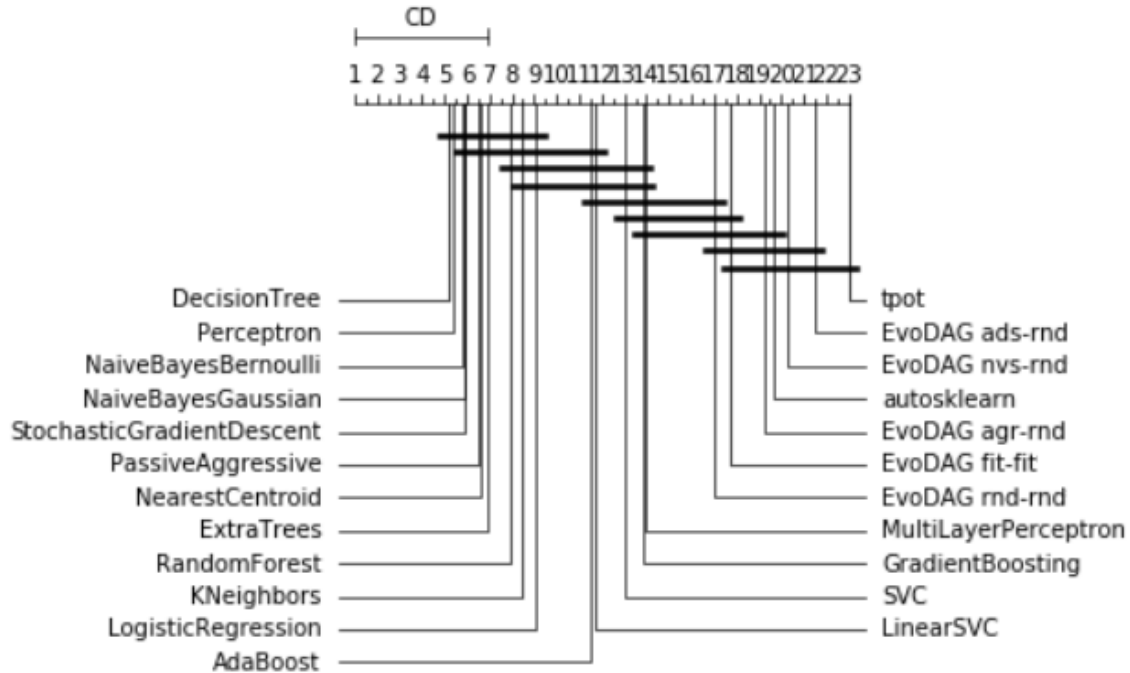 CD
1 2 3 4 5 6 7 8 9 10 11 12 13 14 15 16 17 18 19 20 21 22 23
DecisionTree tpot
Perceptron EvoDAG ads-rnd
NaiveBayesBernoulli EvoDAG nvs-rnd
NaiveBayesGaussian autosklearn
StochasticGradientDescent EvoDAG agr-rnd
PassiveAggressive EvoDAG fit-fit
NearestCentroid EvoDAG rnd-rnd
ExtraTrees MultiLayerPerceptron
RandomForest GradientBoosting
KNeighbors SVC
LogisticRegression LinearSVC
AdaBoost